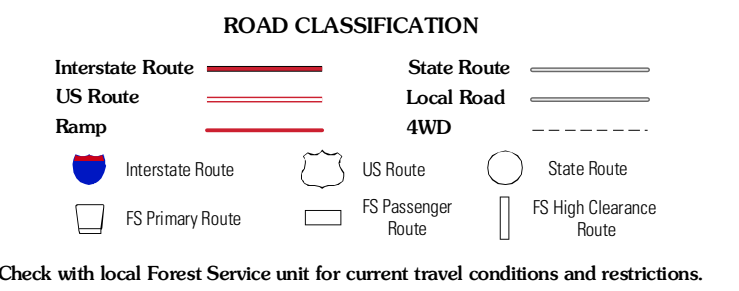 ROAD CLASSIFICATION
Interstate Route State Route
US Route Local Road
Ramp 4WD
Interstate Route US Route State Route
FS Primary Route FS Passenger Route FS High Clearance Route
Check with local Forest Service unit for current travel conditions and restrictions.